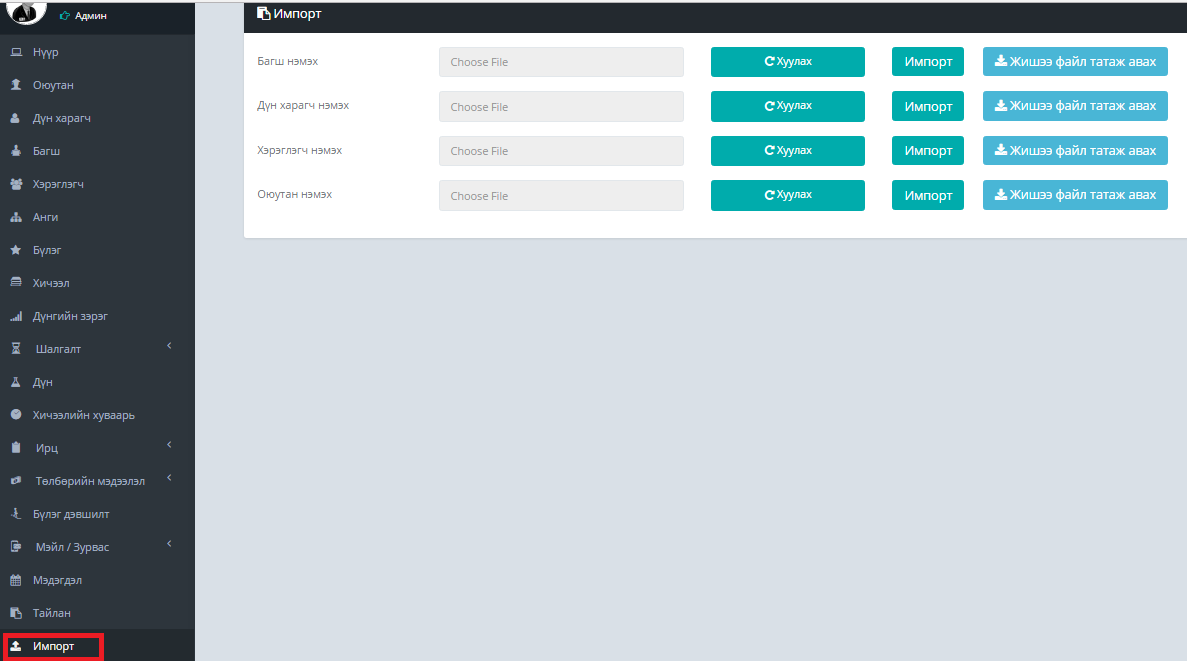 Админ
Нүүр
Оюутан
Дүн харагч
Багш
Хэрэглэгч
Анги
Бүлэг
Хичээл
Дүнгийн зэрэг
Шалгалт
Дүн
Хичээлийн хуваарь
Ирц
Төлбөрийн мэдээлэл
Бүлэг дэвшилт
Мэйл / Зурвас
Мэдэгдэл
Тайлан
Импорт
Импорт
Багш нэмэх Choose File Хуулах Импорт Жишээ файл татаж авах
Дүн харагч нэмэх Choose File Хуулах Импорт Жишээ файл татаж авах
Хэрэглэгч нэмэх Choose File Хуулах Импорт Жишээ файл татаж авах
Оюутан нэмэх Choose File Хуулах Импорт Жишээ файл татаж авах